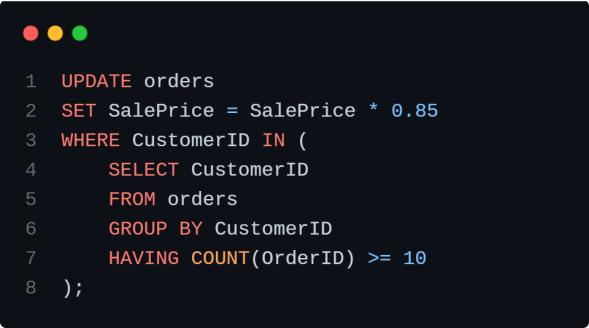 1 UPDATE orders
2 SET SalePrice = SalePrice * 0.85
3 WHERE CustomerID IN (
4     SELECT CustomerID
5     FROM orders
6     GROUP BY CustomerID
7     HAVING COUNT(OrderID) >= 10
8 );